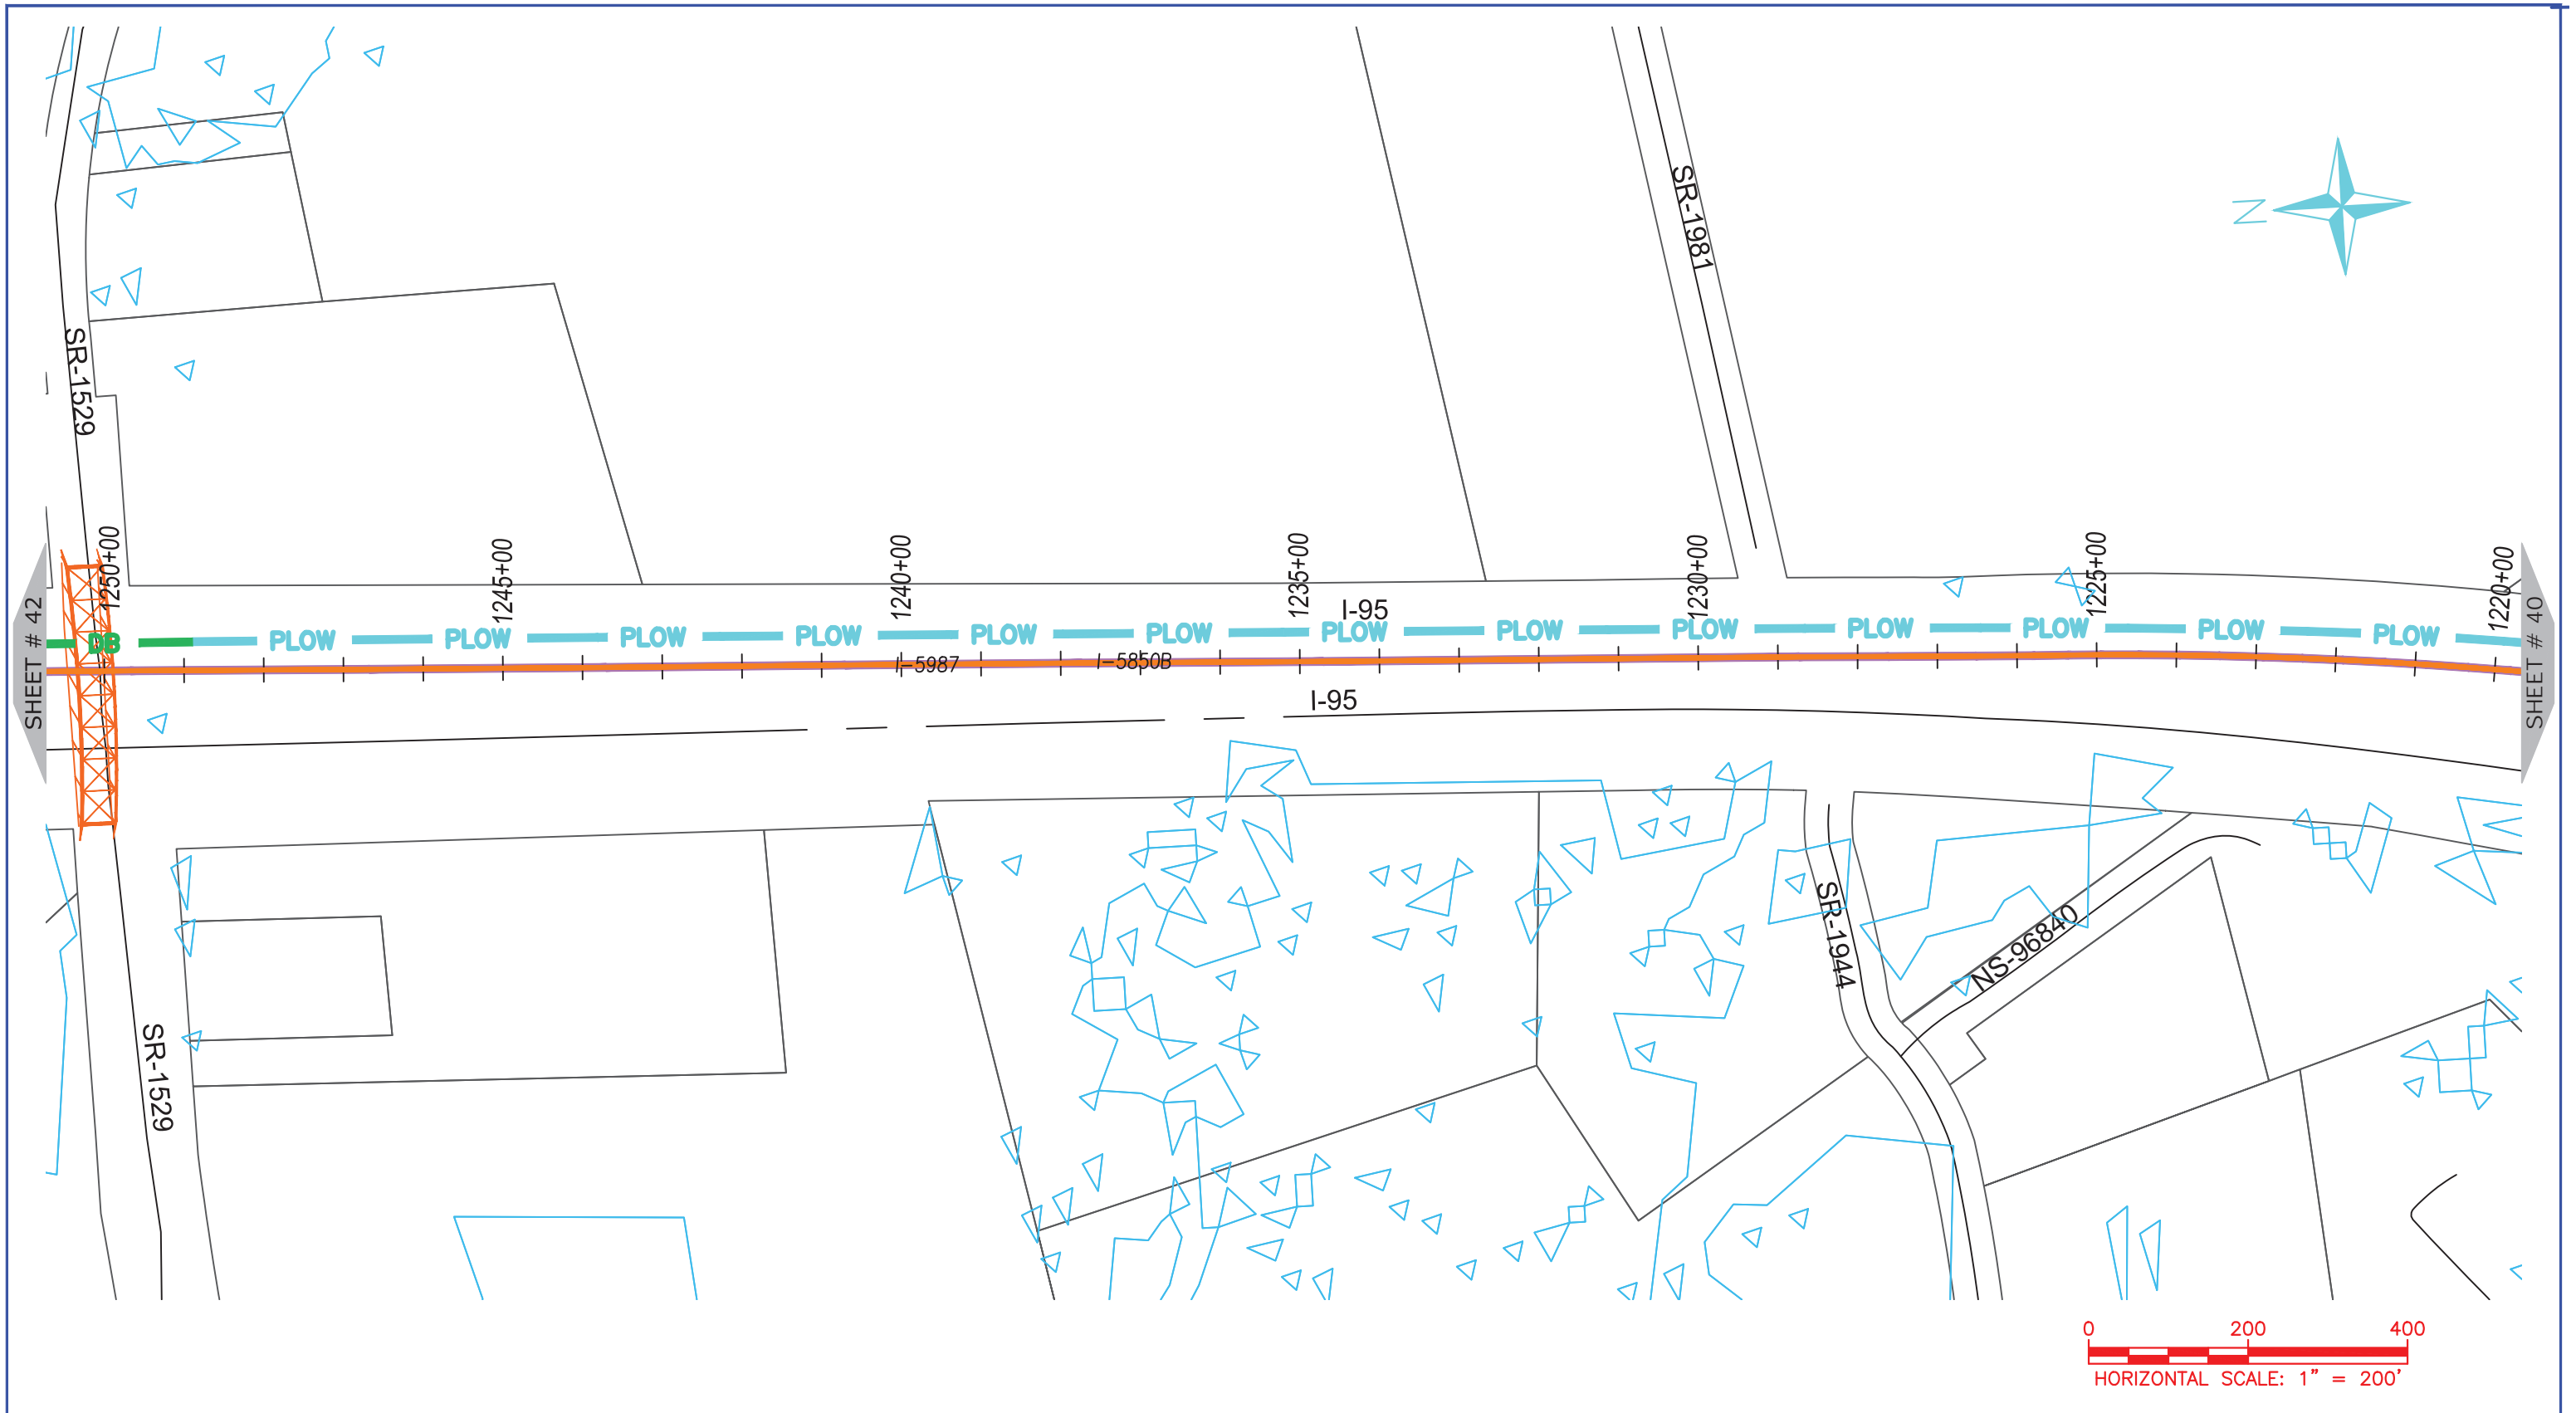 SR-1981
N
SR-1529
1250+00
1245+00
1240+00
1235+00
1230+00
1225+00
1220+00
I-95
DB
PLOW
PLOW
PLOW
PLOW
PLOW
PLOW
PLOW
PLOW
PLOW
PLOW
PLOW
PLOW
PLOW
SHEET # 42
SHEET # 40
I-5987
I-5850B
I-95
SR-1944
NS-96840
SR-1529
0 200 400
HORIZONTAL SCALE: 1" = 200'